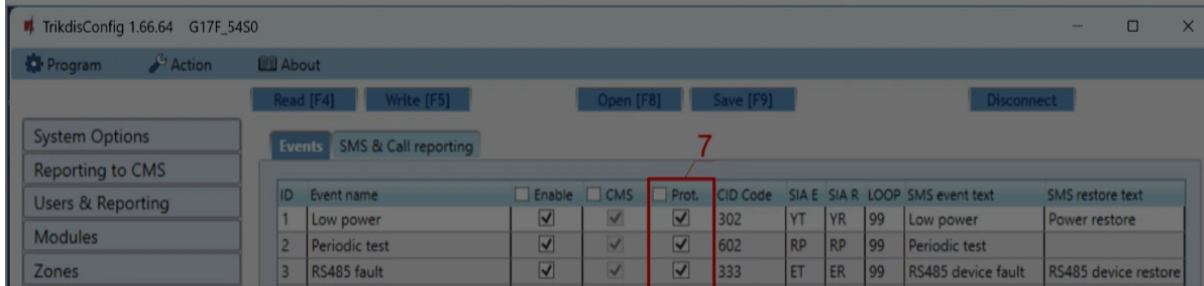 TrikdisConfig 1.66.64 G17F_54S0
Program Action About
Read [F4] Write [F5] Open [F8] Save [F9] Disconnect
System Options
Reporting to CMS
Users & Reporting
Modules
Zones
Events SMS & Call reporting
7
ID Event name Enable CMS Prot. CID Code SIA E SIA R LOOP SMS event text SMS restore text
1 Low power 302 YT YR 99 Low power Power restore
2 Periodic test 602 RP RP 99 Periodic test
3 RS485 fault 333 ET ER 99 RS485 device fault RS485 device restore